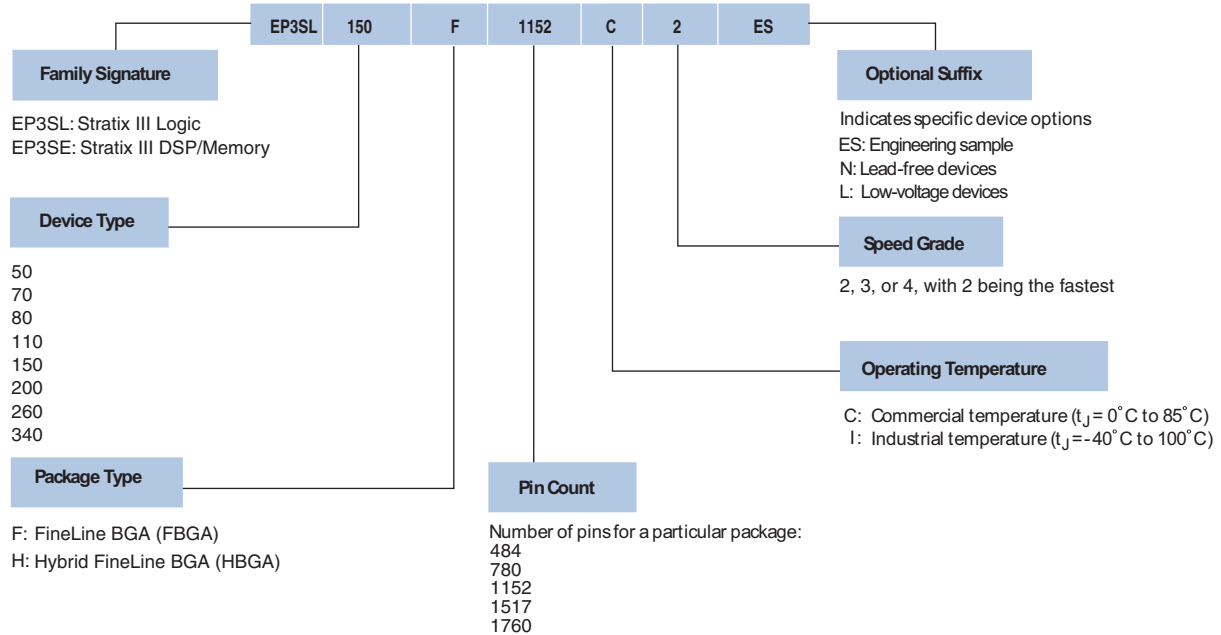 EP3SL 150 F 1152 C 2 ES
Family Signature
EP3SL: Stratix III Logic
EP3SE: Stratix III DSP/Memory
Device Type
50
70
80
110
150
200
260
340
Package Type
F: FineLine BGA (FBGA)
H: Hybrid FineLine BGA (HBGA)
Pin Count
Number of pins for a particular package:
484
780
1152
1517
1760
Optional Suffix
Indicates specific device options
ES: Engineering sample
N: Lead-free devices
L: Low-voltage devices
Speed Grade
2, 3, or 4, with 2 being the fastest
Operating Temperature
C: Commercial temperature (tJ = 0°C to 85°C)
I: Industrial temperature (tJ = -40°C to 100°C)